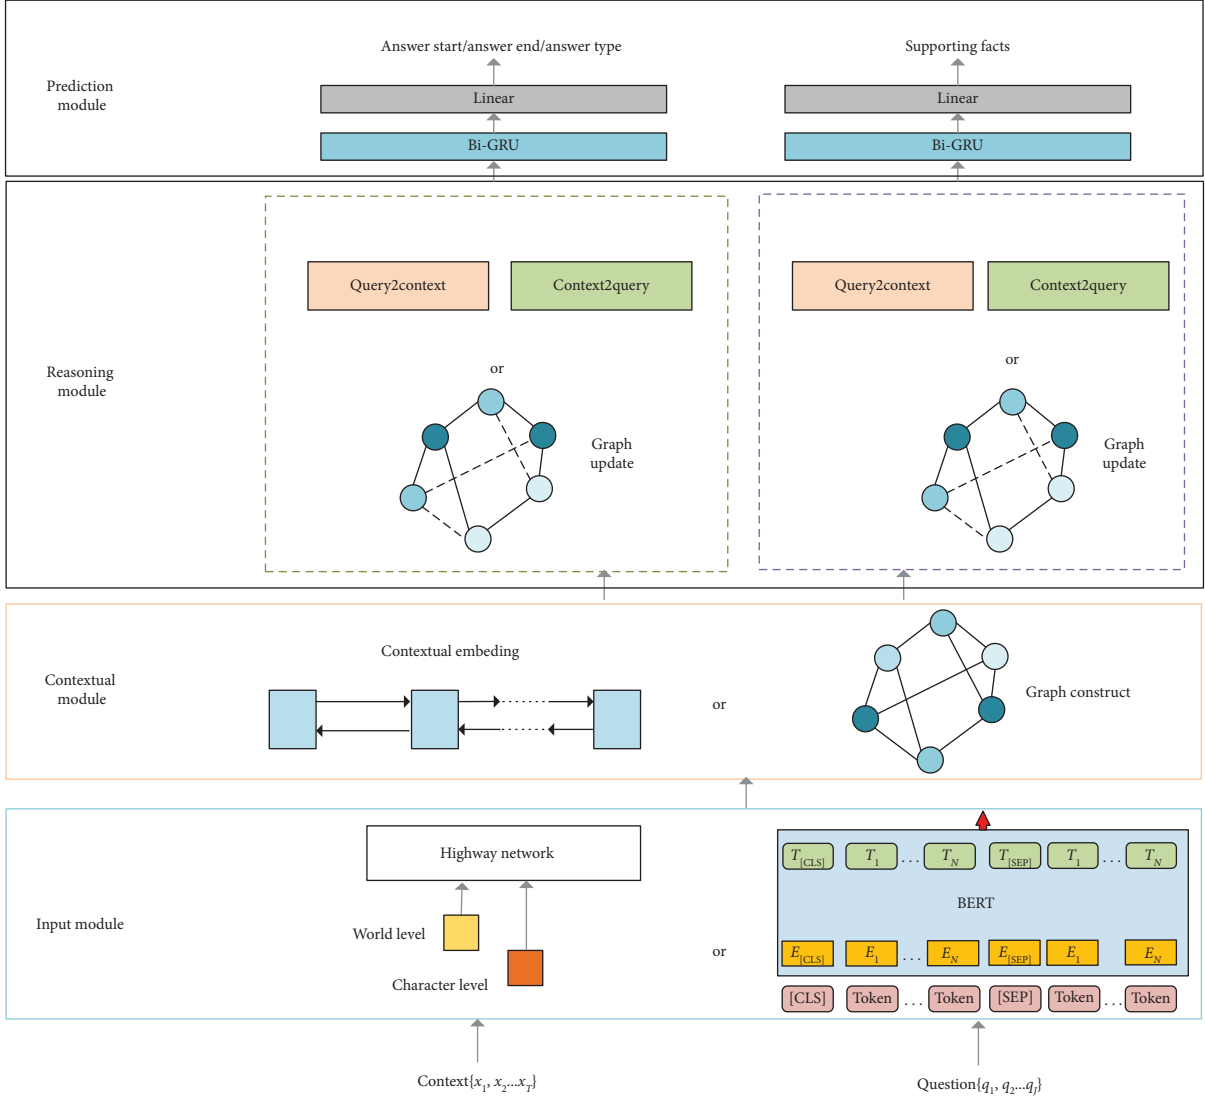 Answer start/answer end/answer type
Supporting facts
Prediction
module
Linear
Linear
Bi-GRU
Bi-GRU
Query2context
Context2query
Query2context
Context2query
Reasoning
module
or
or
Graph
update
Graph
update
Contextual embeding
Contextual
module
or
Graph construct
Highway network
T[CLS] T1 ... TN T[SEP] T1 ... TN
BERT
Input module
World level
or
E[CLS] E1 ... EN E[SEP] E1 EN
Character level
[CLS] Token ... Token [SEP] Token ... Token
Context{x1, x2...xT}
Question{q1, q2...qJ}